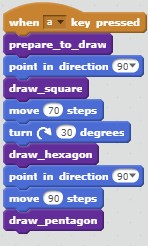 when a key pressed
prepare_to_draw
point in direction 90
draw_square
move 70 steps
turn 30 degrees
draw_hexagon
point in direction 90
move 90 steps
draw_pentagon